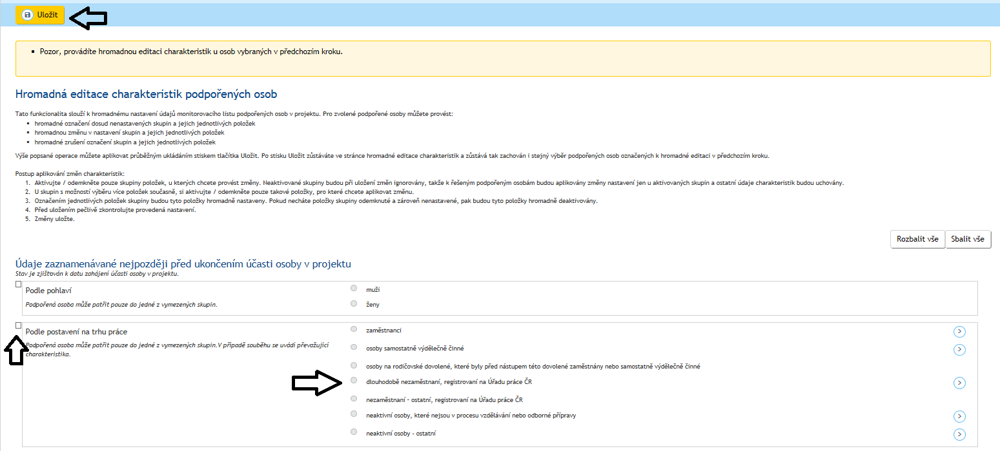 Uložit
Pozor, provádíte hromadnou editaci charakteristik u osob vybraných v předchozím kroku.
Hromadná editace charakteristik podpořených osob
Tato funkcionalita slouží k hromadnému nastavení údajů monitorovacího listu podpořených osob v projektu. Pro zvolené podpořené osoby můžete provést:
hromadné označení dosud nenastavených skupin a jejich jednotlivých položek
hromadnou změnu v nastavení skupin a jejich jednotlivých položek
hromadné zrušení označení skupin a jejich jednotlivých položek
Výše popsané operace můžete aplikovat průběžným ukládáním stiskem tlačítka Uložit. Po stisku Uložit zůstáváte ve stránce hromadné editace charakteristik a zůstává tak zachován i stejný výběr podpořených osob označených k hromadné editaci v předchozím kroku.
Postup aplikování změn charakteristik:
1. Aktivujte / odemkněte pouze skupiny položek, u kterých chcete provést změny. Neaktivované skupiny budou při uložení změn ignorovány, takže k řešeným podpořeným osobám budou aplikovány změny nastavení jen u aktivovaných skupin a ostatní údaje charakteristik budou uchovány.
2. U skupin s možností výběru více položek současně, si aktivujte / odemkněte pouze takové položky, pro které chcete aplikovat změnu.
3. Označením jednotlivých položek skupiny budou tyto položky hromadně nastaveny. Pokud necháte položky skupiny odemknuté a zároveň nenastavené, pak budou tyto položky hromadně deaktivovány.
4. Před uložením pečlivě zkontrolujte provedená nastavení.
5. Změny uložte.
Rozbalit vše Sbalit vše
Údaje zaznamenávané nejpozději před ukončením účasti osoby v projektu
Stav je zjišťován k datu zahájení účasti osoby v projektu.
Podle pohlaví
Podpořená osoba může patřit pouze do jedné z vymezených skupin.
muži
ženy
Podle postavení na trhu práce
Podpořená osoba může patřit pouze do jedné z vymezených skupin.V případě souběhu se uvádí převažující
charakteristika.
zaměstnanci
osoby samostatně výdělečně činné
osoby na rodičovské dovolené, které byly před nástupem této dovolené zaměstnány nebo samostatně výdělečně činné
dlouhodobě nezaměstnaní, registrovaní na Úřadu práce ČR
nezaměstnaní - ostatní, registrovaní na Úřadu práce ČR
neaktivní osoby, které nejsou v procesu vzdělávání nebo odborné přípravy
neaktivní osoby - ostatní